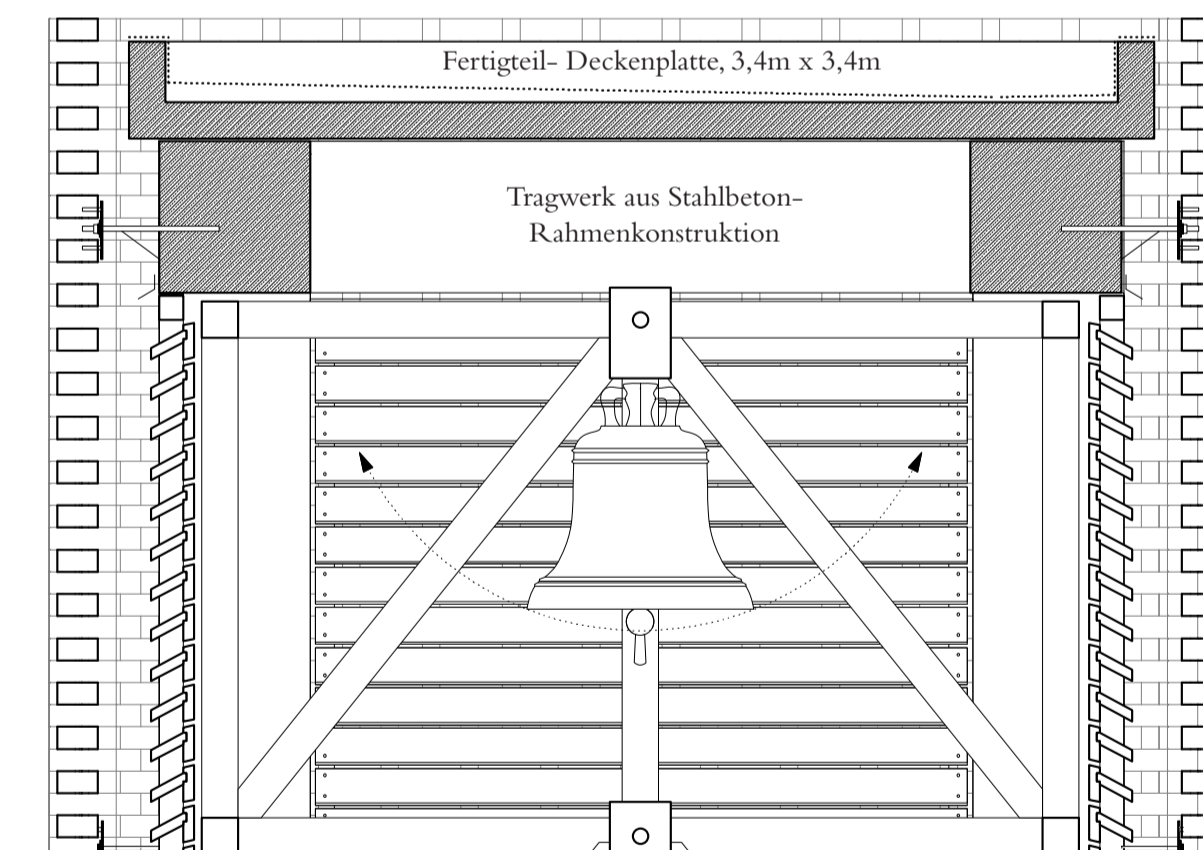 Fertigteil- Deckenplatte, 3,4m x 3,4m
Tragwerk aus Stahlbeton-
Rahmenkonstruktion